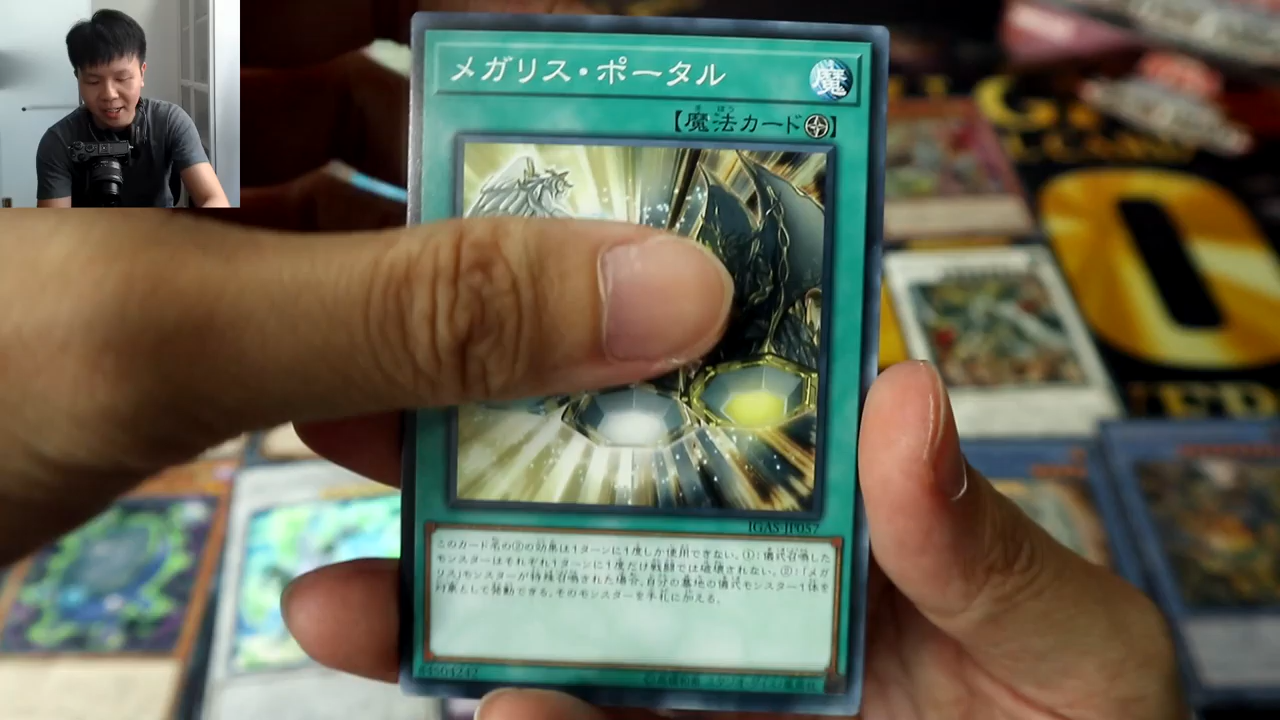 メガリス・ポータル
魔
【魔法カード】
IGAS-JP057
このカード名の②の効果は1ターンに1度しか使用できない。①:儀式召喚した
モンスターはそれぞれ1ターンに1度だけ戦闘では破壊されない。②:「メガ
リス」モンスターが特殊召喚された場合、自分の墓地の儀式モンスター1体を
対象として発動できる。そのモンスターを手札に加える。